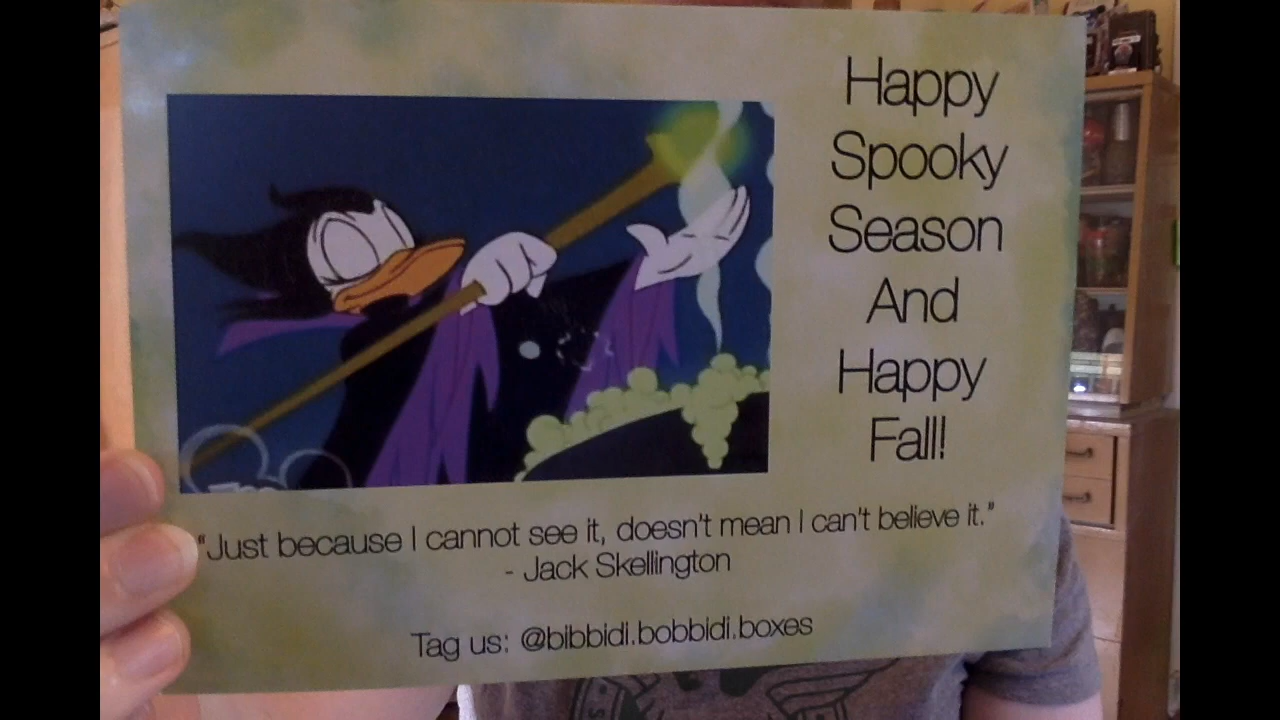 Happy
Spooky
Season
And
Happy
Fall!
"Just because I cannot see it, doesn't mean I can't believe it."
- Jack Skellington
Tag us: @bibbidi.bobbidi.boxes